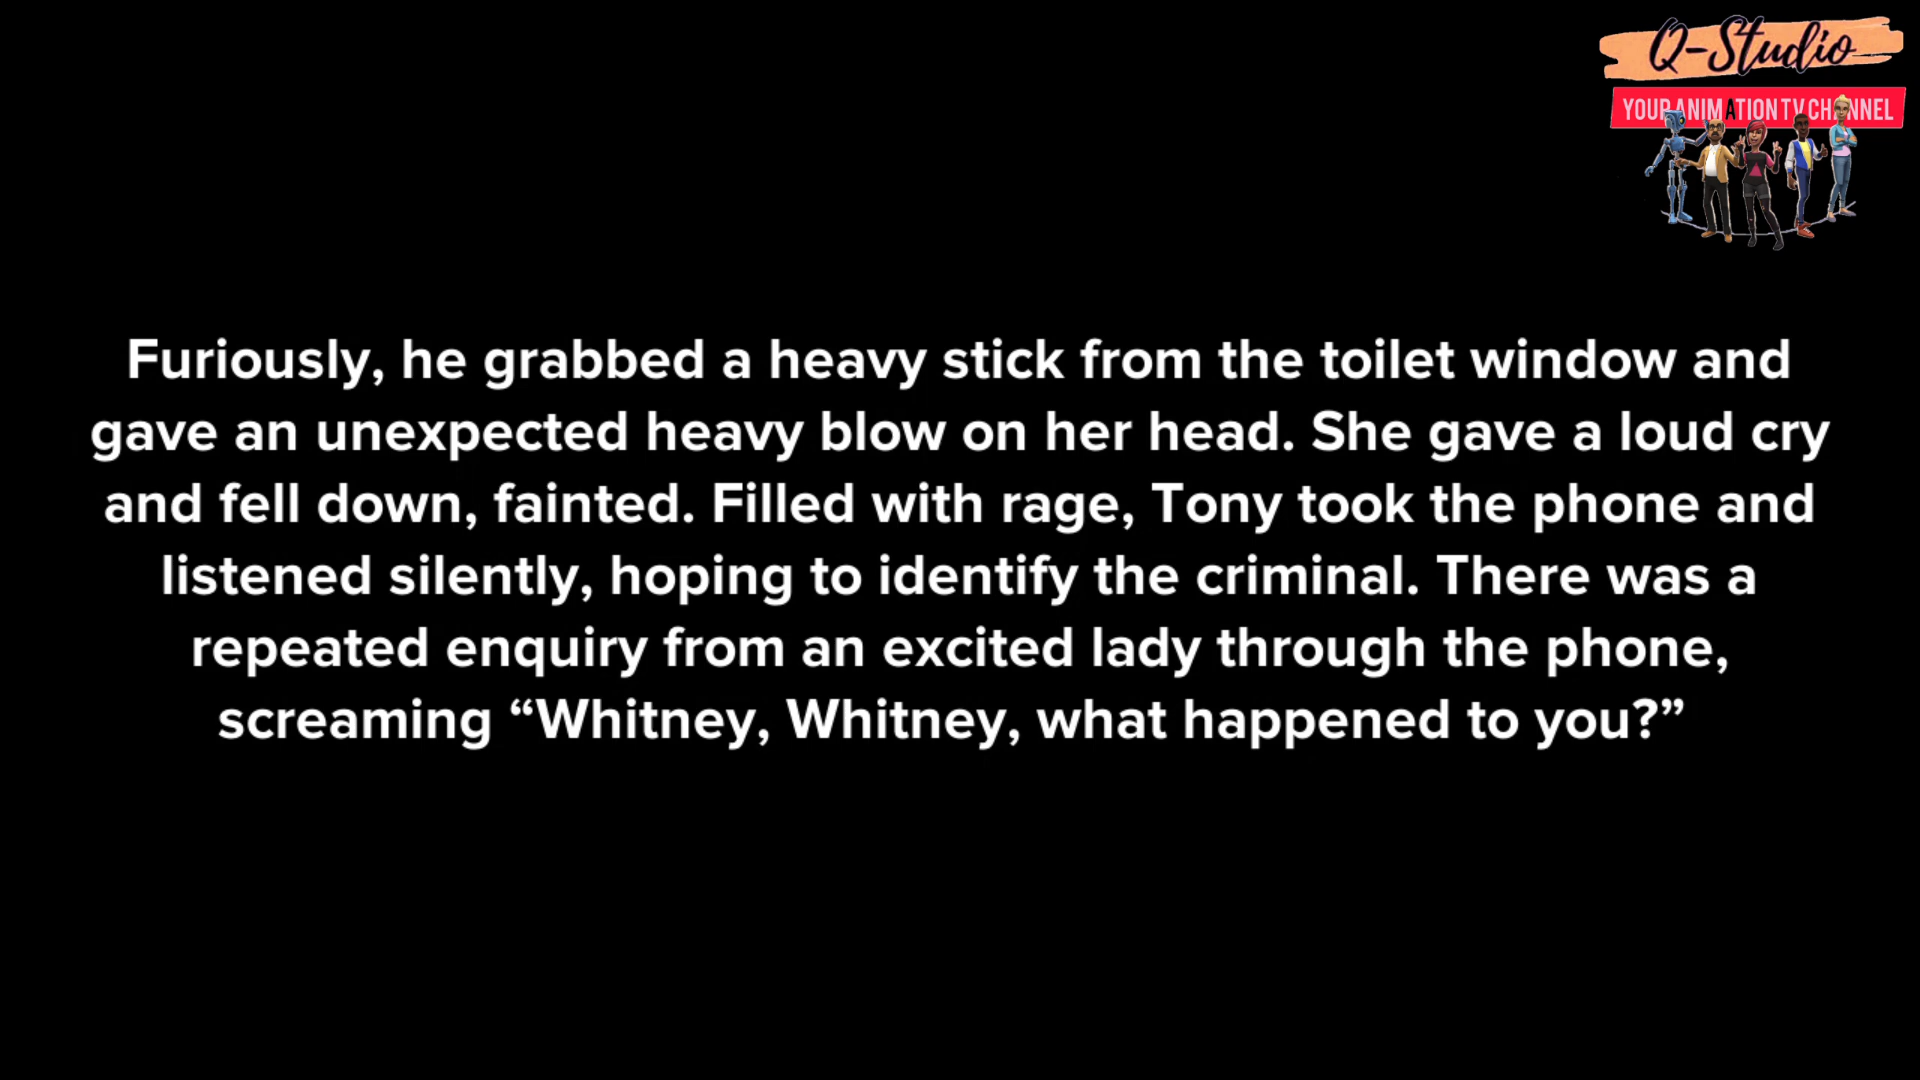 Q-Studio
YOUR ANIMATION TV CHANNEL
Furiously, he grabbed a heavy stick from the toilet window and
gave an unexpected heavy blow on her head. She gave a loud cry
and fell down, fainted. Filled with rage, Tony took the phone and
listened silently, hoping to identify the criminal. There was a
repeated enquiry from an excited lady through the phone,
screaming “Whitney, Whitney, what happened to you?”